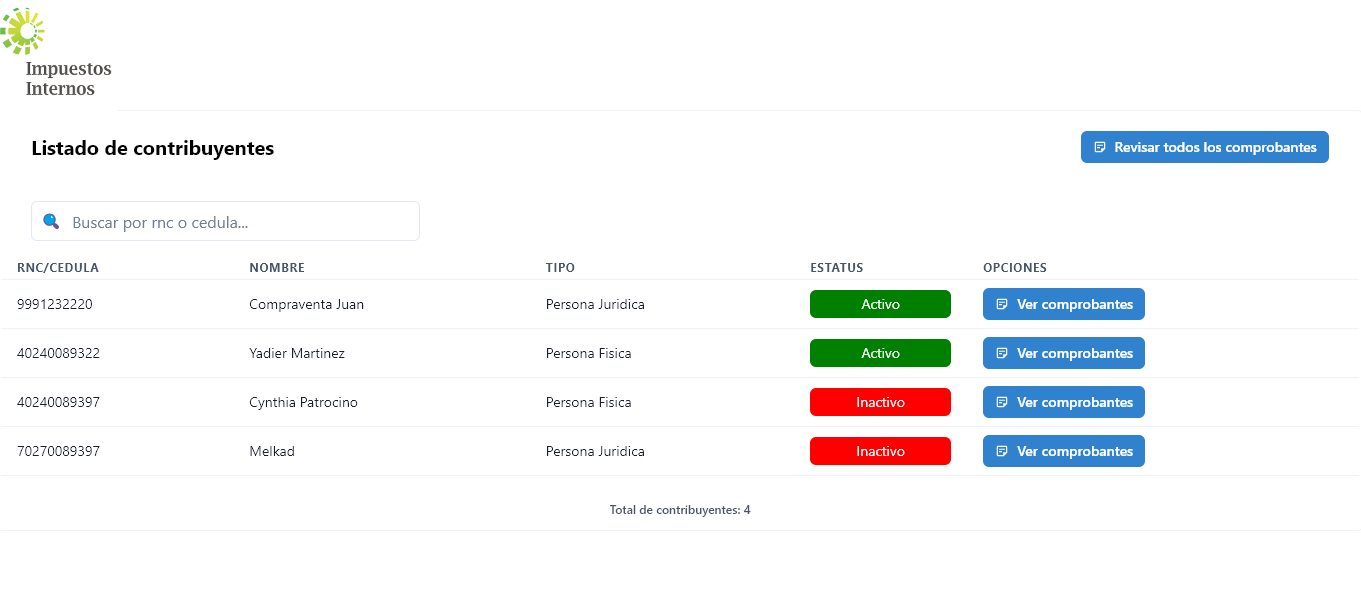 Impuestos
Internos
Listado de contribuyentes
Revisar todos los comprobantes
Buscar por rnc o cedula...
RNC/CEDULA NOMBRE TIPO ESTATUS OPCIONES
9991232220 Compraventa Juan Persona Juridica Activo Ver comprobantes
40240089322 Yadier Martinez Persona Fisica Activo Ver comprobantes
40240089397 Cynthia Patrocino Persona Fisica Inactivo Ver comprobantes
70270089397 Melkad Persona Juridica Inactivo Ver comprobantes
Total de contribuyentes: 4